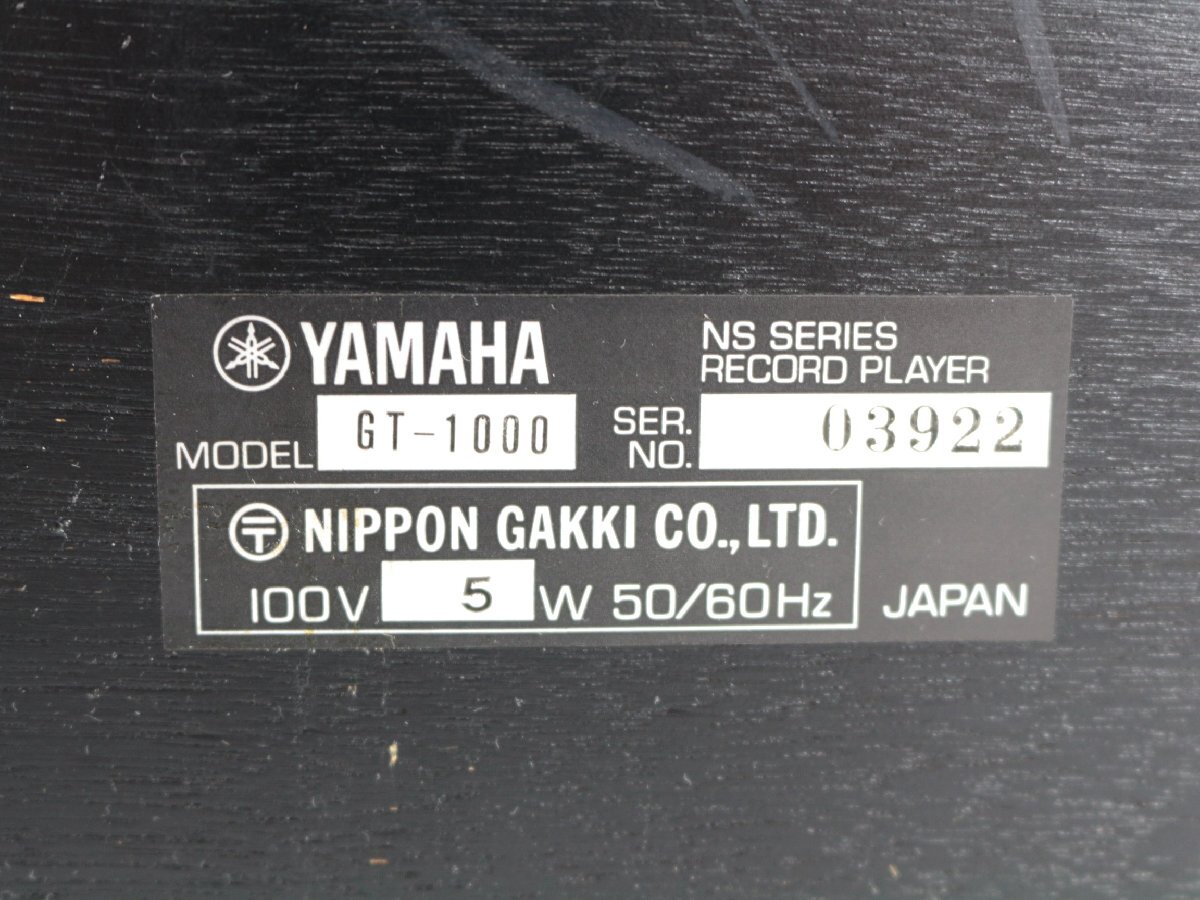 YAMAHA
NS SERIES
RECORD PLAYER
MODEL GT-1000
SER. NO. 03922
〒 NIPPON GAKKI CO.,LTD.
100V 5 W 50/60Hz
JAPAN